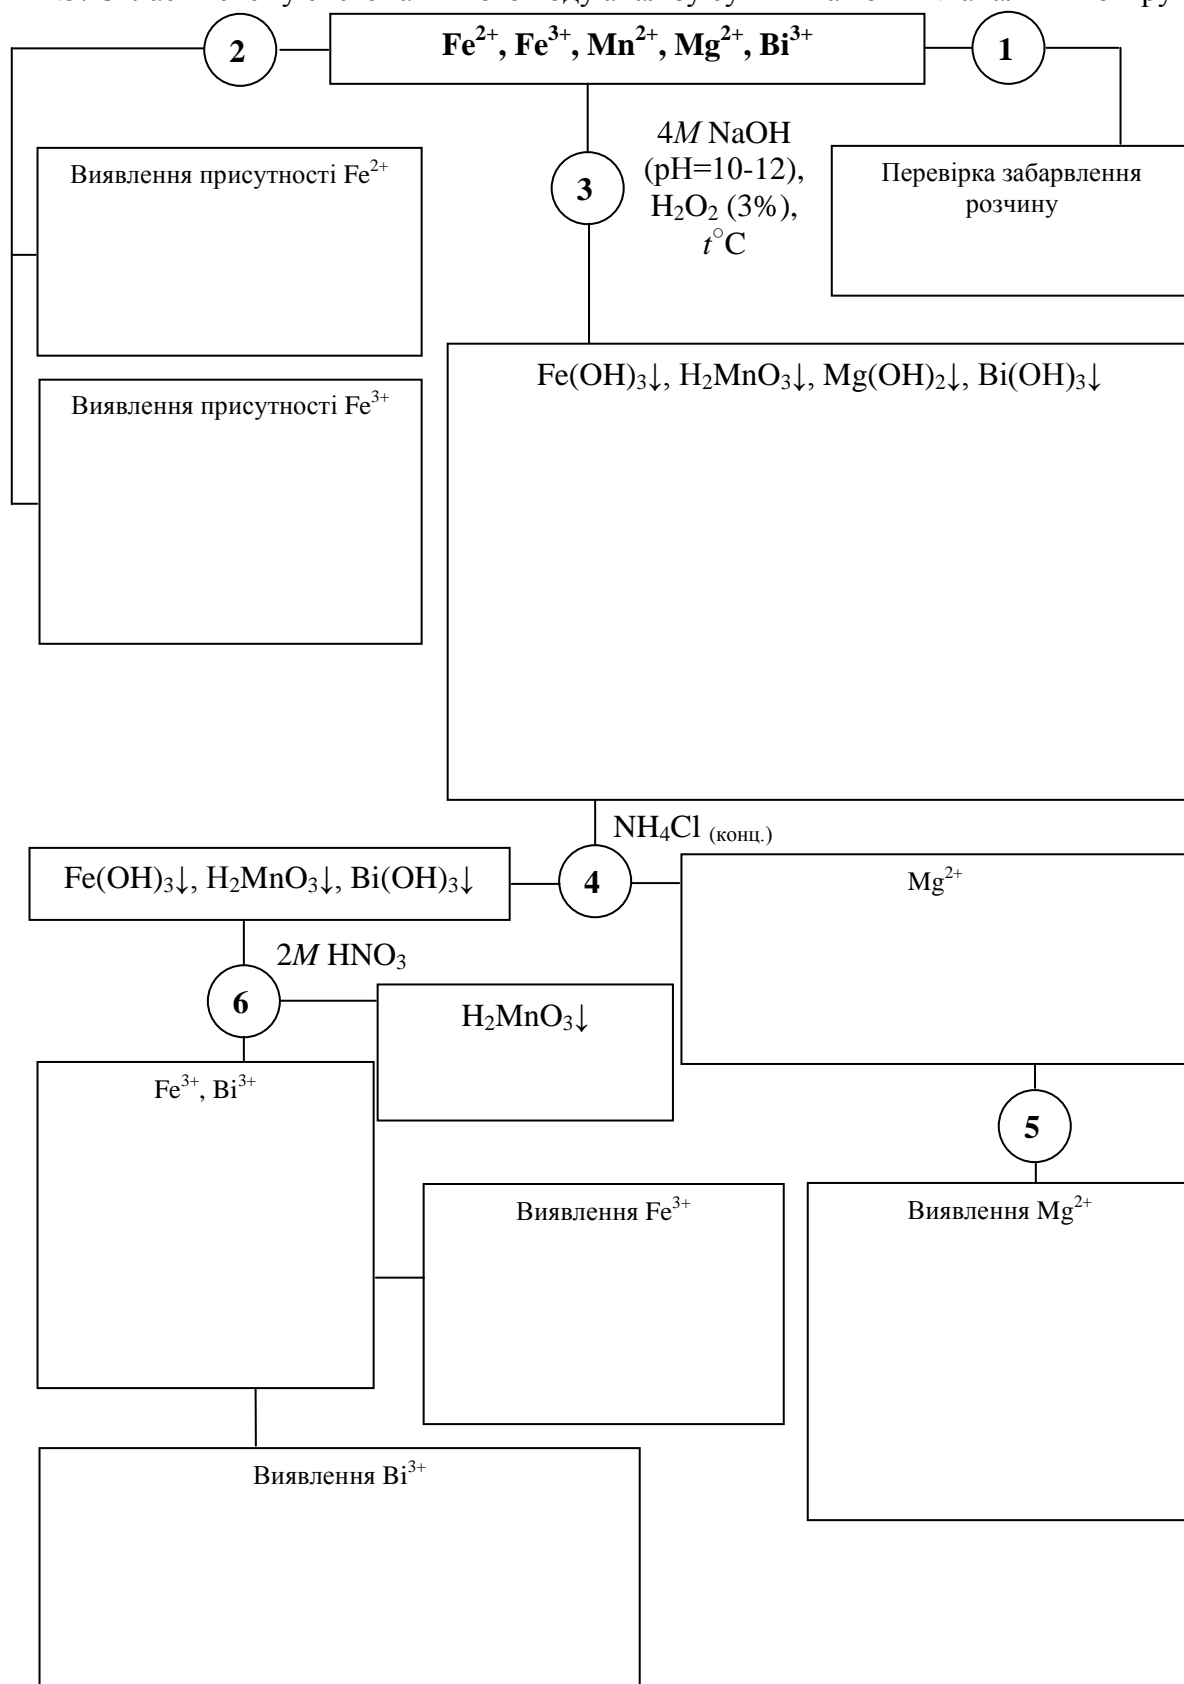 2
Fe²⁺, Fe³⁺, Mn²⁺, Mg²⁺, Bi³⁺
1
4M NaOH
(pH=10-12),
H₂O₂ (3%),
t°C
3
Виявлення присутності Fe²⁺
Перевірка забарвлення
розчину
Fe(OH)₃↓, H₂MnO₃↓, Mg(OH)₂↓, Bi(OH)₃↓
Виявлення присутності Fe³⁺
NH₄Cl (конц.)
Fe(OH)₃↓, H₂MnO₃↓, Bi(OH)₃↓
4
Mg²⁺
2M HNO₃
6
H₂MnO₃↓
Fe³⁺, Bi³⁺
5
Виявлення Fe³⁺
Виявлення Mg²⁺
Виявлення Bi³⁺